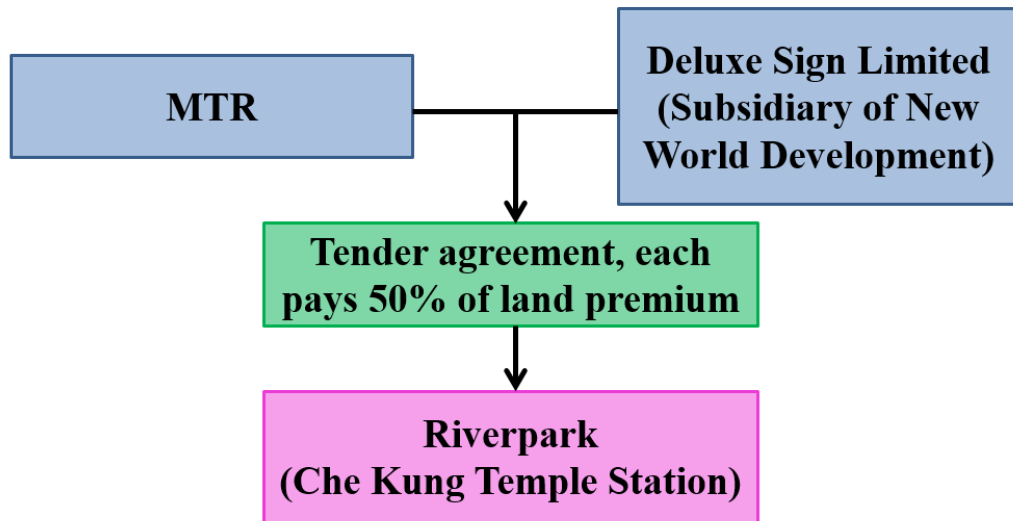 MTR
Deluxe Sign Limited
(Subsidiary of New
World Development)
Tender agreement, each
pays 50% of land premium
Riverpark
(Che Kung Temple Station)